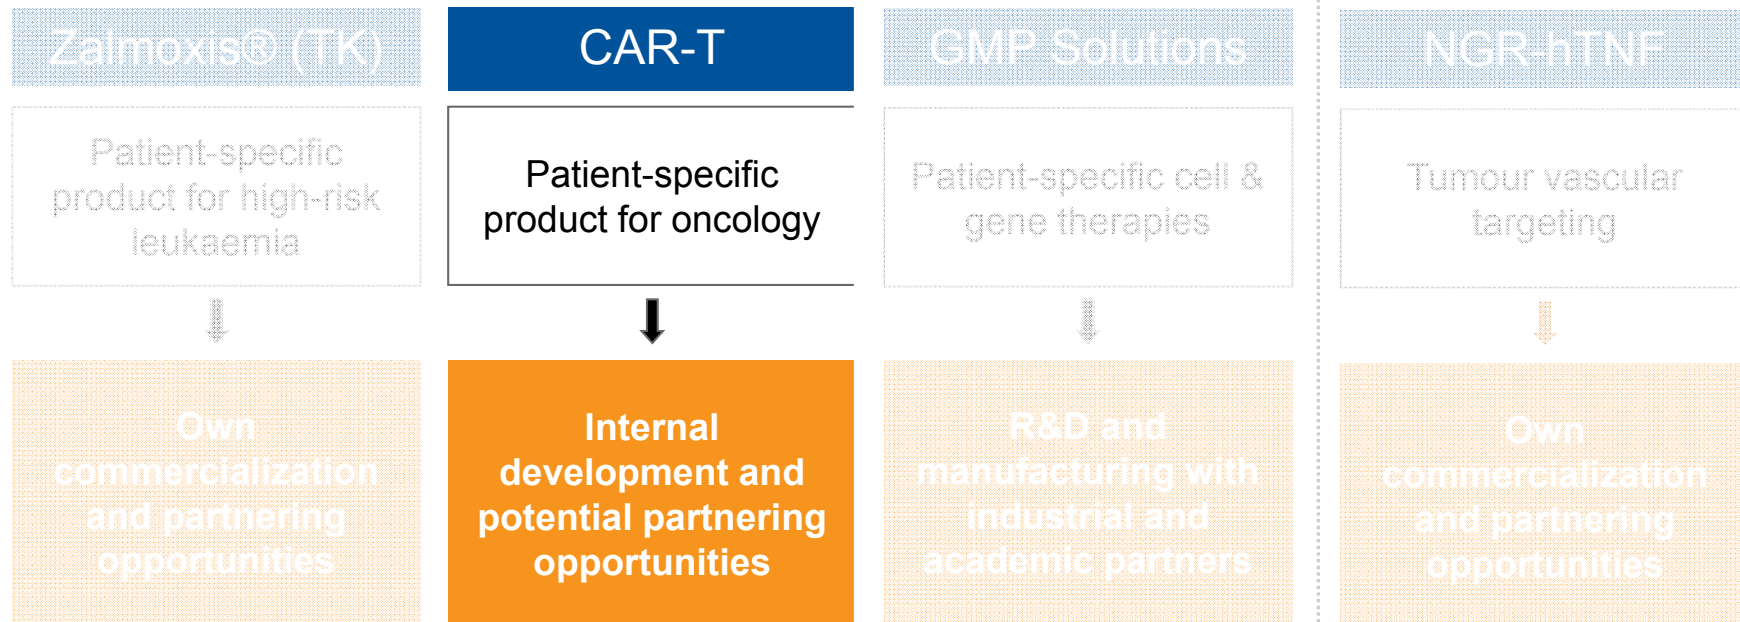 Zalmoxis® (TK)
Patient-specific
product for high-risk
leukaemia
Own
commercialization
and partnering
opportunities
CAR-T
Patient-specific
product for oncology
Internal
development and
potential partnering
opportunities
GMP Solutions
Patient-specific cell &
gene therapies
R&D and
manufacturing with
industrial and
academic partners
NGR-hTNF
Tumour vascular
targeting
Own
commercialization
and partnering
opportunities